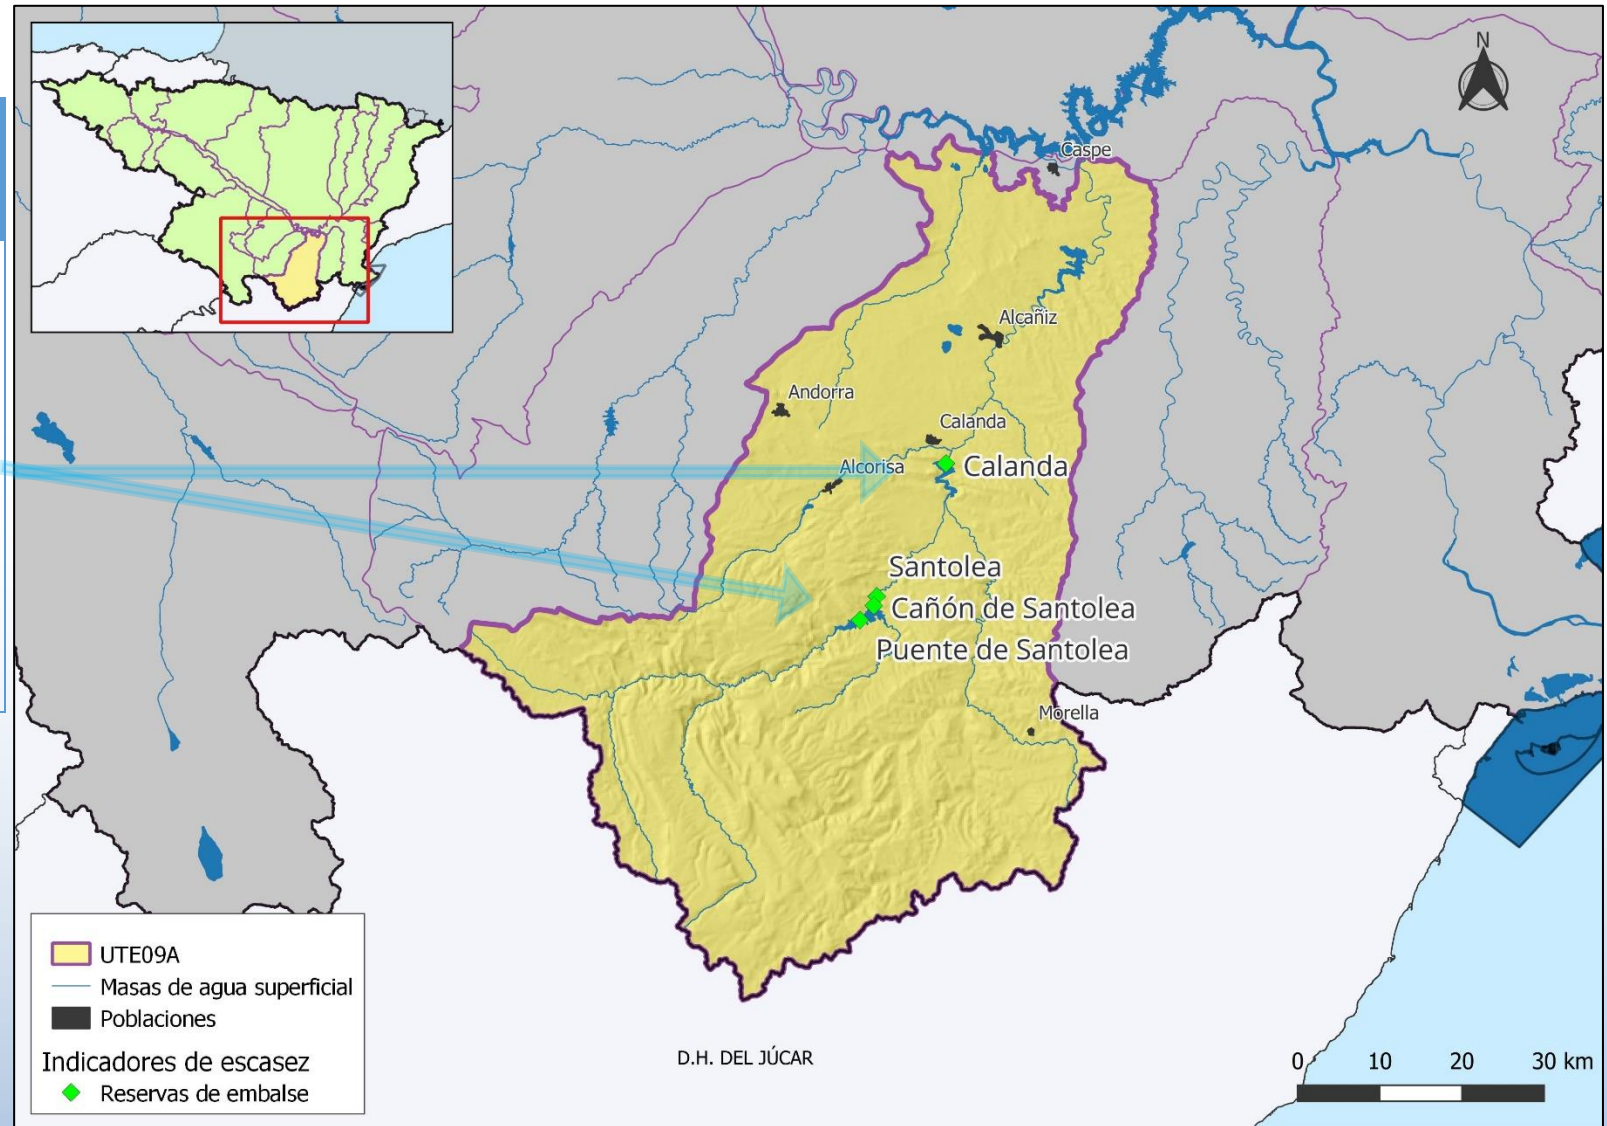 N
Caspe
Alcañiz
Andorra
Calanda
Alcorisa
Calanda
Santolea
Cañón de Santolea
Puente de Santolea
Morella
UTE09A
Masas de agua superficial
Poblaciones
Indicadores de escasez
Reservas de embalse
D.H. DEL JÚCAR
0 10 20 30 km